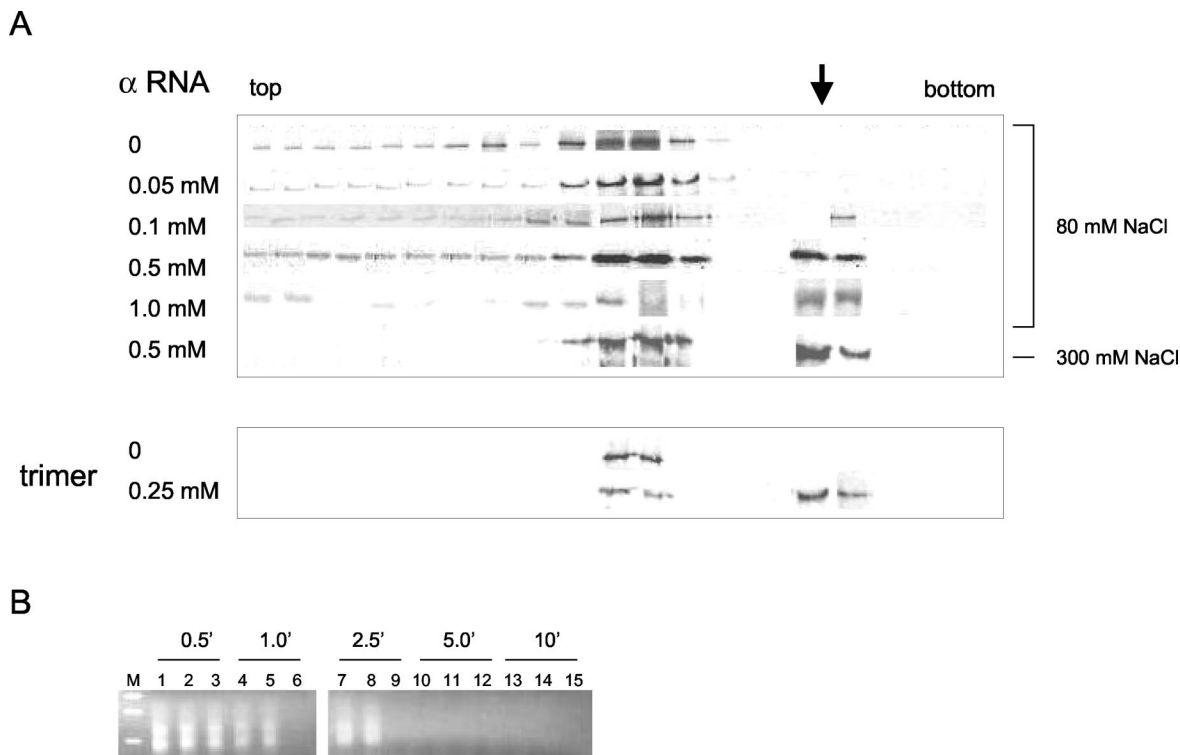 A
α RNA top bottom
0
0.05 mM
0.1 mM
80 mM NaCl
0.5 mM
1.0 mM
0.5 mM
300 mM NaCl
0
trimer
0.25 mM
B
0.5’ 1.0’ 2.5’ 5.0’ 10’
M 1 2 3 4 5 6 7 8 9 10 11 12 13 14 15